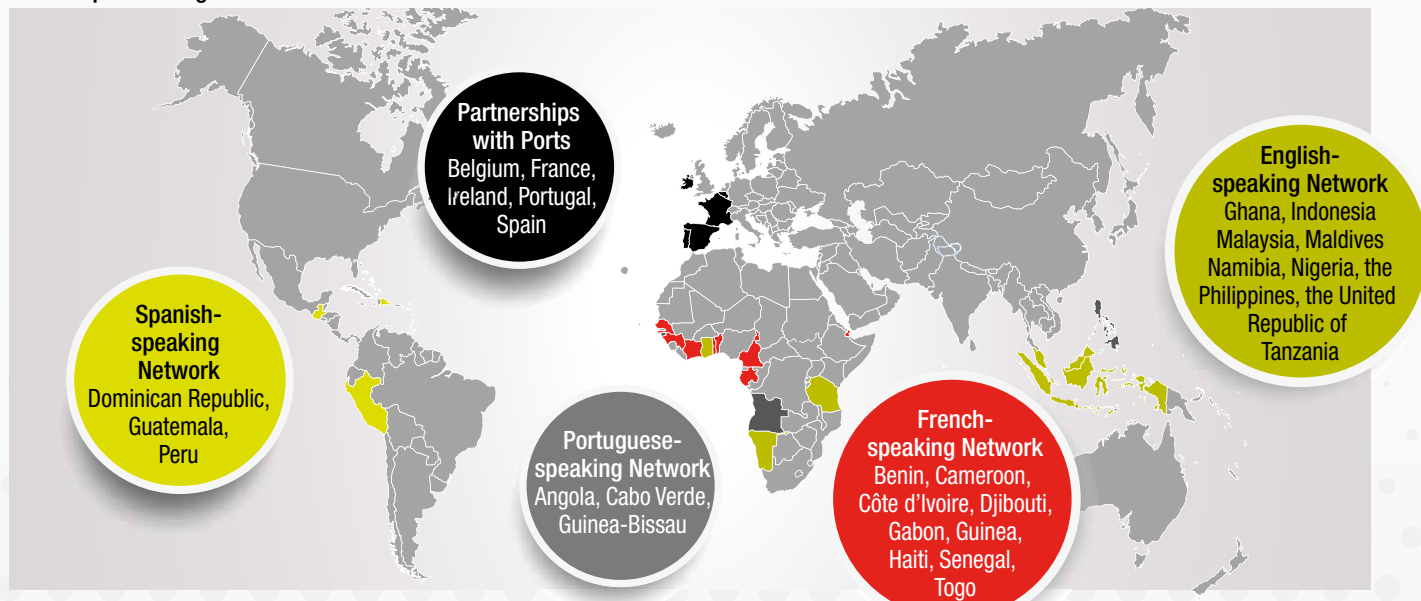 Partnerships
with Ports
Belgium, France,
Ireland, Portugal,
Spain
English-
speaking Network
Ghana, Indonesia
Malaysia, Maldives
Namibia, Nigeria, the
Philippines, the United
Republic of
Tanzania
Spanish-
speaking
Network
Dominican Republic,
Guatemala,
Peru
Portuguese-
speaking Network
Angola, Cabo Verde,
Guinea-Bissau
French-
speaking Network
Benin, Cameroon,
Côte d’Ivoire, Djibouti,
Gabon, Guinea,
Haiti, Senegal,
Togo